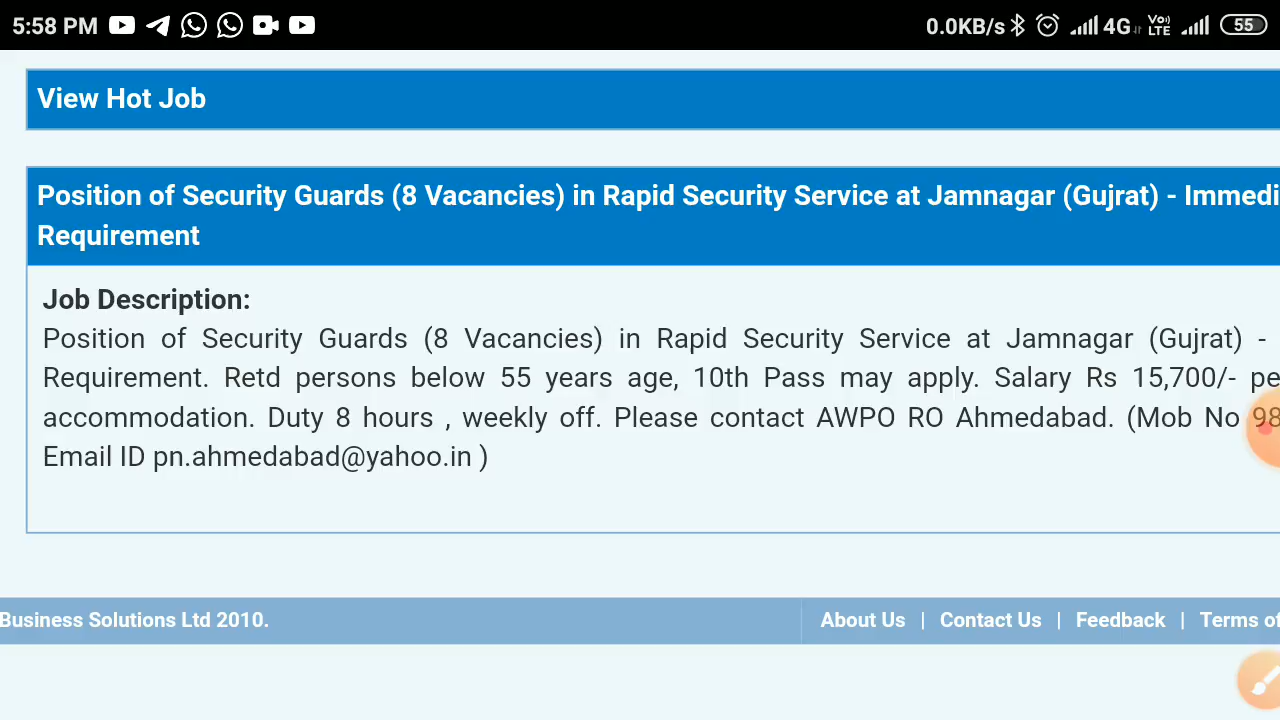 5:58 PM 0.0KB/s 4G Vo) LTE 55
View Hot Job
Position of Security Guards (8 Vacancies) in Rapid Security Service at Jamnagar (Gujrat) - Immedi
Requirement
Job Description:
Position of Security Guards (8 Vacancies) in Rapid Security Service at Jamnagar (Gujrat) -
Requirement. Retd persons below 55 years age, 10th Pass may apply. Salary Rs 15,700/- pe
accommodation. Duty 8 hours , weekly off. Please contact AWPO RO Ahmedabad. (Mob No 98
Email ID pn.ahmedabad@yahoo.in )
Business Solutions Ltd 2010. About Us | Contact Us | Feedback | Terms of